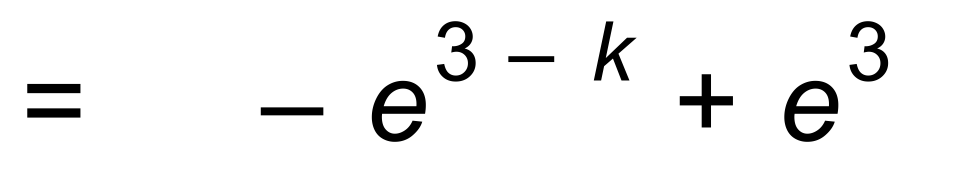 = − e^{3 − k} + e^3